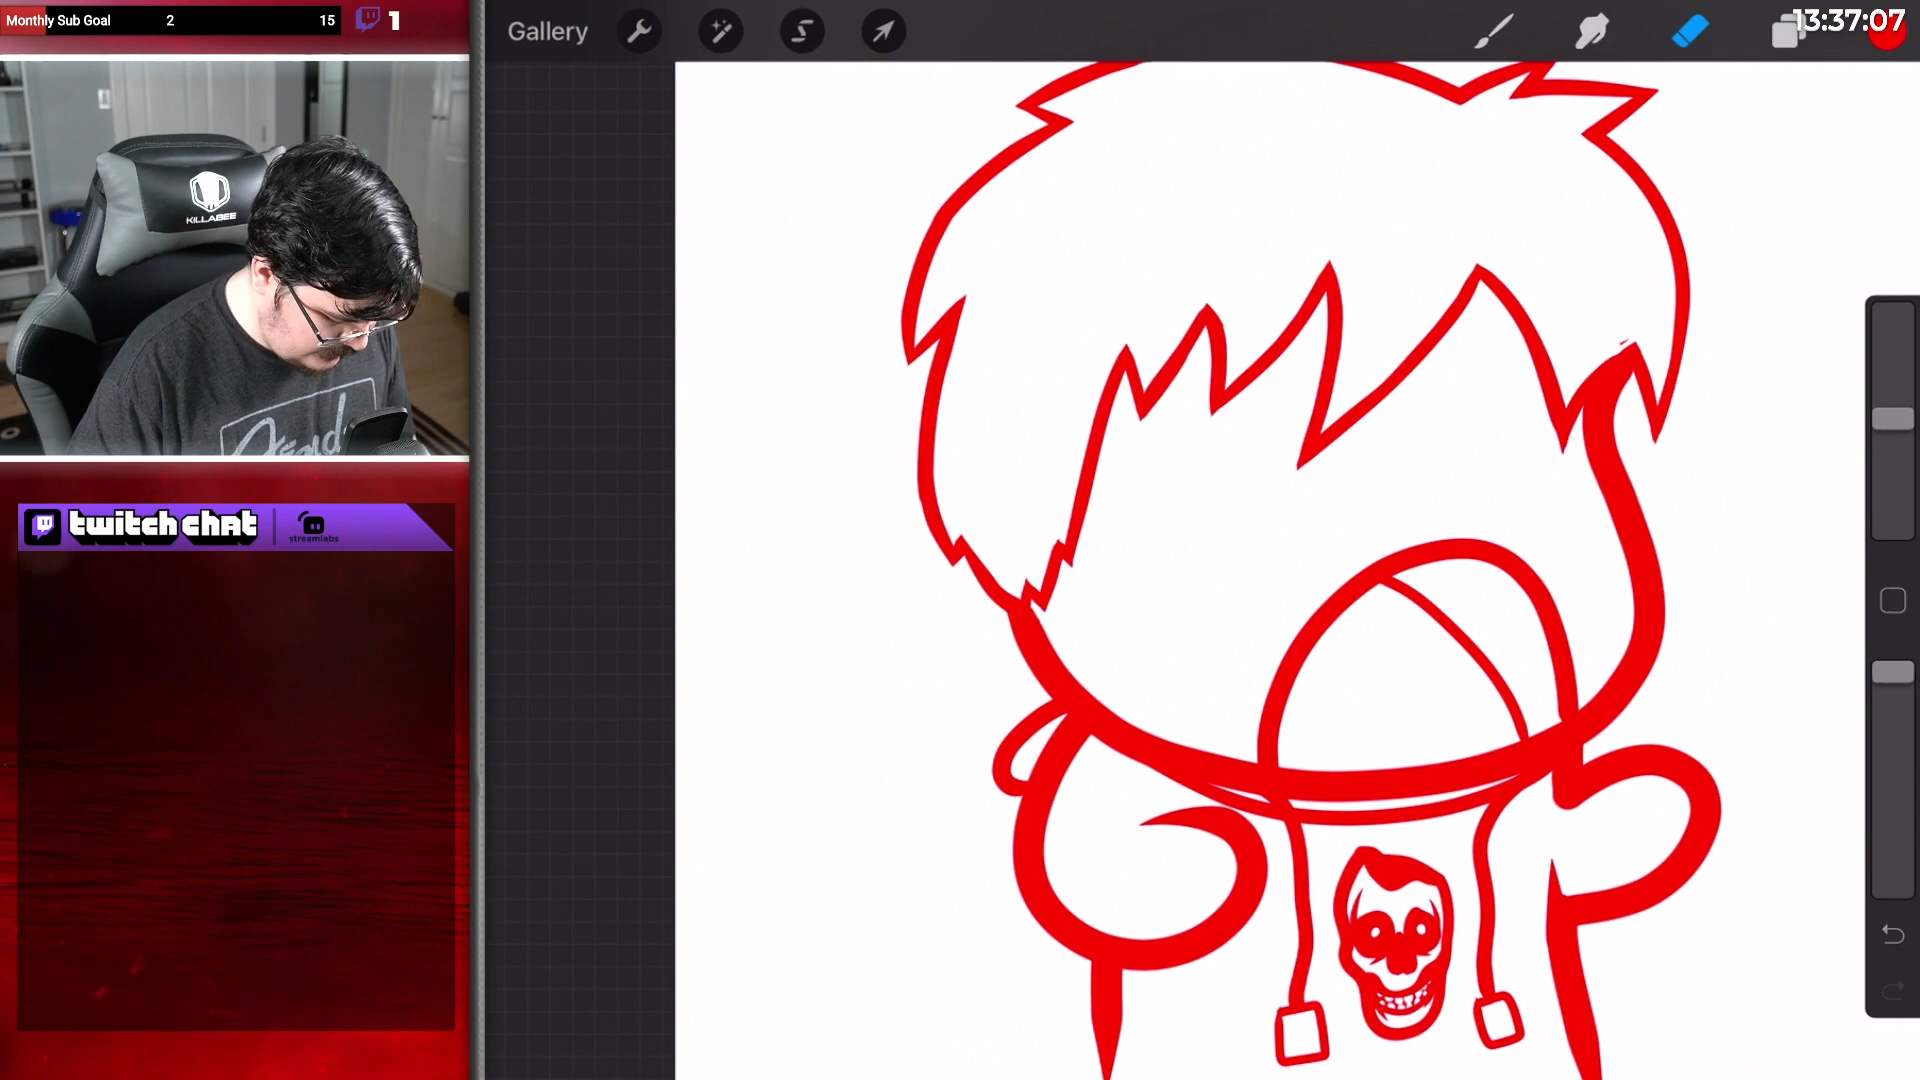 Monthly Sub Goal 2 15 1
Gallery
13:37:07
KILLABEE
twitch chat
streamlabs